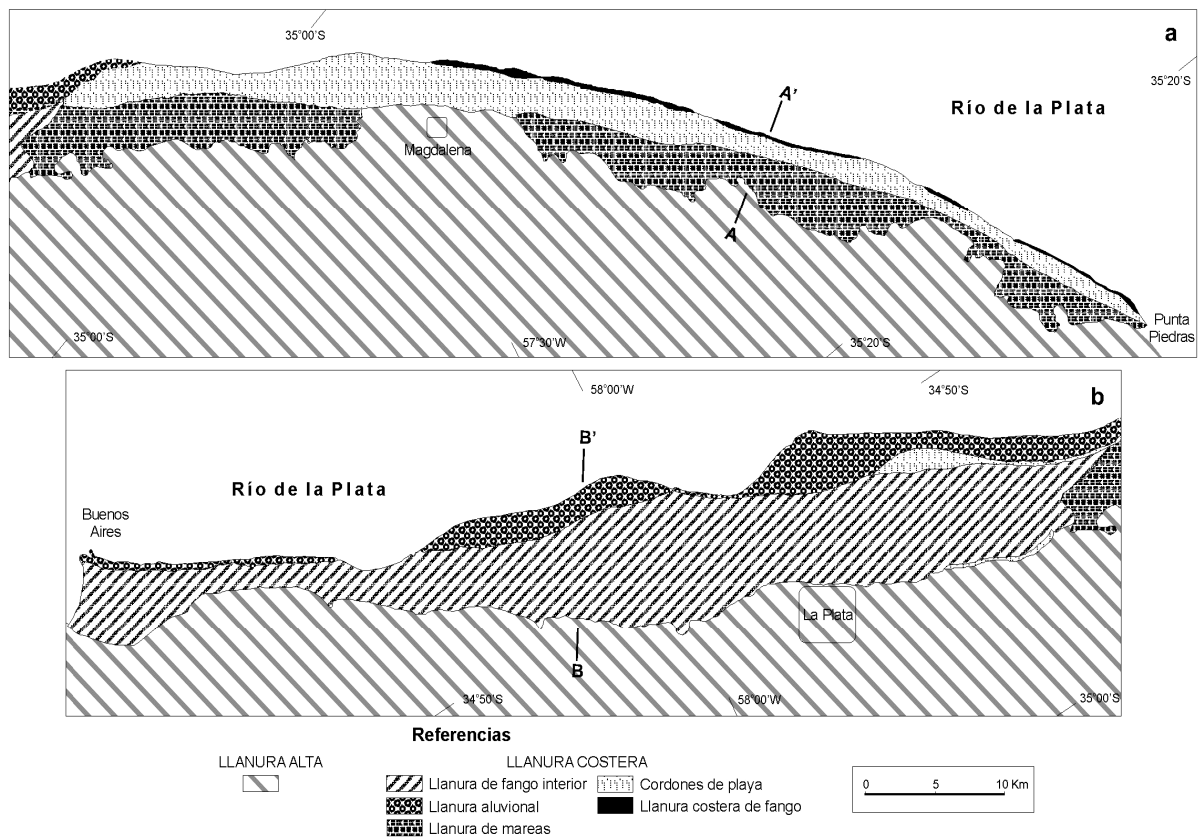 a
35°00'S
35°20'S
A'
Río de la Plata
Magdalena
A
35°00'S
57°30'W
35°20'S
Punta
Piedras
b
58°00'W
34°50'S
B'
Río de la Plata
Buenos
Aires
La Plata
B
34°50'S
58°00'W
35°00'S
Referencias
LLANURA ALTA
LLANURA COSTERA
Llanura de fango interior
Cordones de playa
Llanura aluvional
Llanura costera de fango
Llanura de mareas
0 5 10 Km